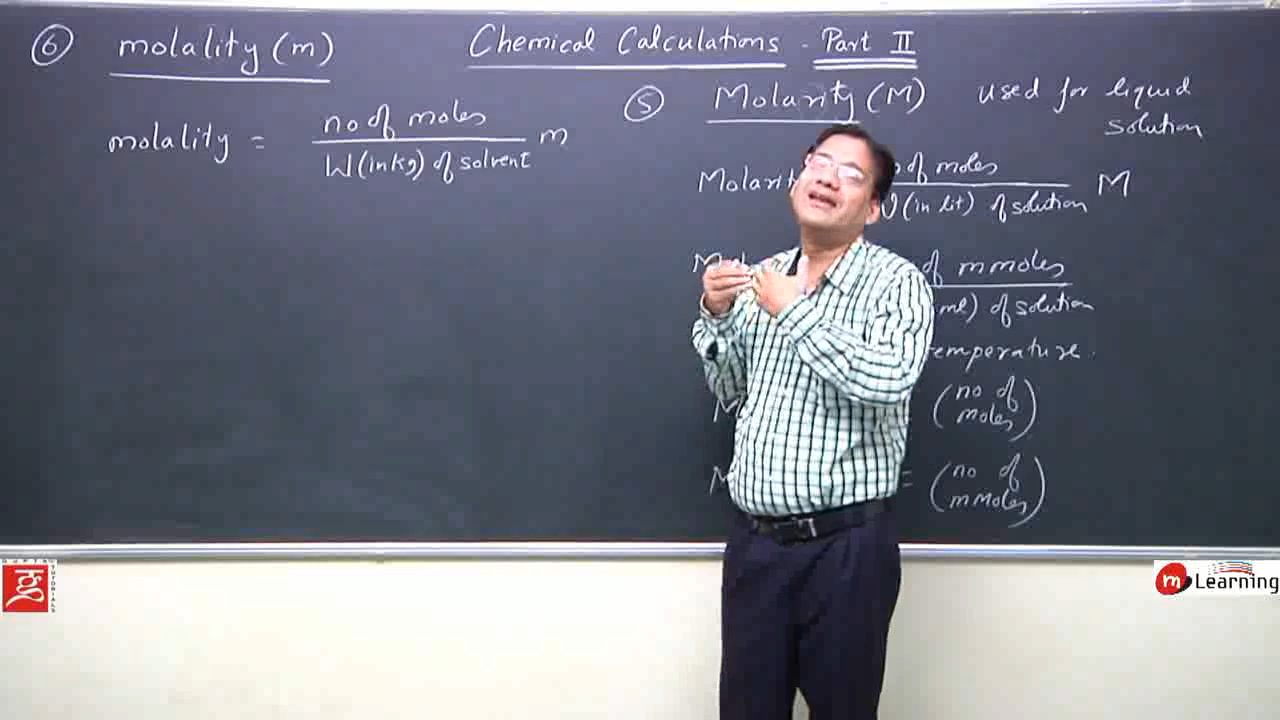 Chemical Calculations - Part II
⑥ molality (m)
molality = no of moles
W (in kg) of solvent m
⑤ Molarity (M) used for liquid
solution
Molarity of moles
V (in lit) of solution M
of mmoles
ml) of solution
temperature.
(no of
moles)
= (no of
mmoles)
GUPTA TUTORIALS
m Learning